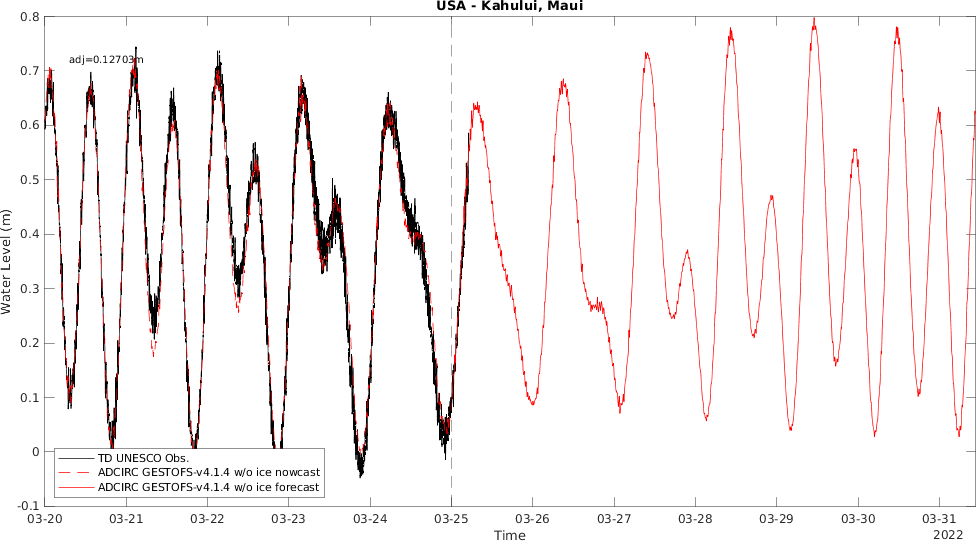 USA - Kahului, Maui
0.8
0.7
0.6
0.5
0.4
0.3
0.2
0.1
0
-0.1
Water Level (m)
adj=0.12703m
TD UNESCO Obs.
ADCIRC GESTOFS-v4.1.4 w/o ice nowcast
ADCIRC GESTOFS-v4.1.4 w/o ice forecast
03-20 03-21 03-22 03-23 03-24 03-25 03-26 03-27 03-28 03-29 03-30 03-31
Time
2022